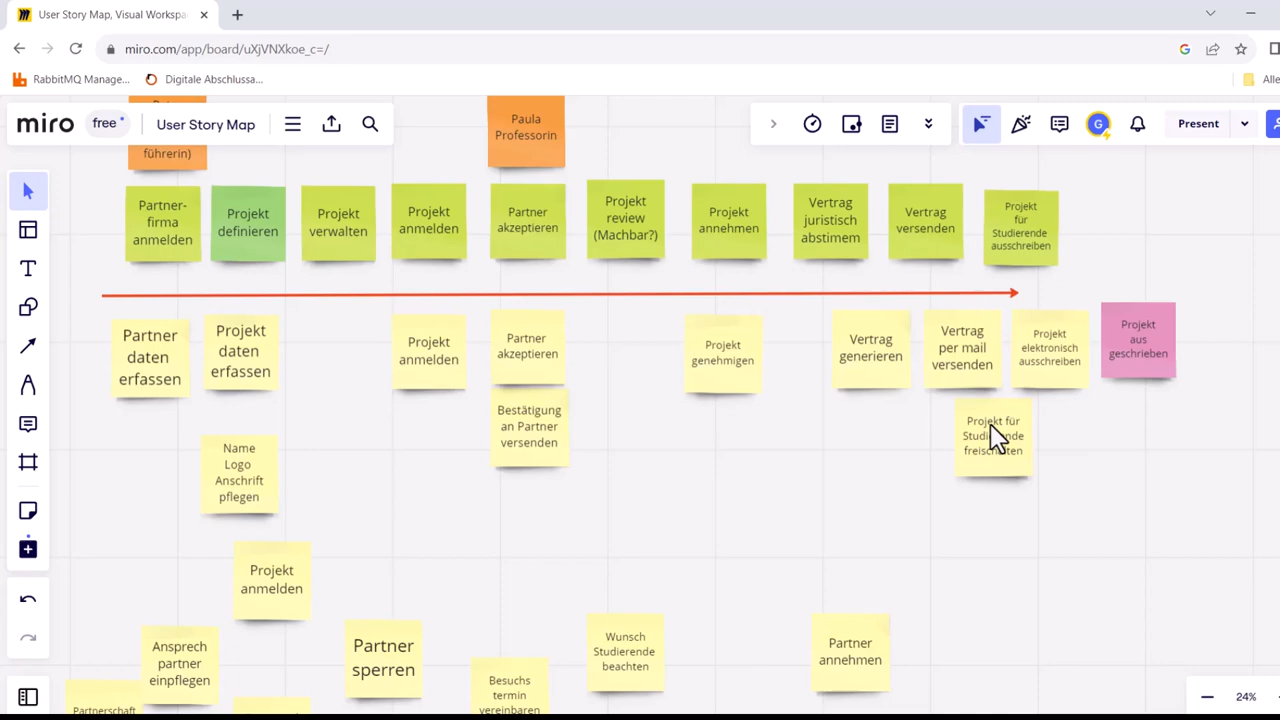 User Story Map, Visual Workspa
miro.com/app/board/uXjVNXkoe_c=/
RabbitMQ Manage...
Digitale Abschlussa...
Alle
miro
free
User Story Map
G
Present
führerin)
Paula
Professorin
Partner-
firma
anmelden
Projekt
definieren
Projekt
verwalten
Projekt
anmelden
Partner
akzeptieren
Projekt
review
(Machbar?)
Projekt
annehmen
Vertrag
juristisch
abstimem
Vertrag
versenden
Projekt
für
Studierende
ausschreiben
Partner
daten
erfassen
Projekt
daten
erfassen
Projekt
anmelden
Partner
akzeptieren
Projekt
genehmigen
Vertrag
generieren
Vertrag
per mail
versenden
Projekt
elektronisch
ausschreiben
Projekt
aus
geschrieben
Bestätigung
an Partner
versenden
Projekt für
Studierende
freischalten
Name
Logo
Anschrift
pflegen
Projekt
anmelden
Ansprech
partner
einpflegen
Partner
sperren
Wunsch
Studierende
beachten
Partner
annehmen
Besuchs
termin
vereinbaren
Partnerschaft
24%